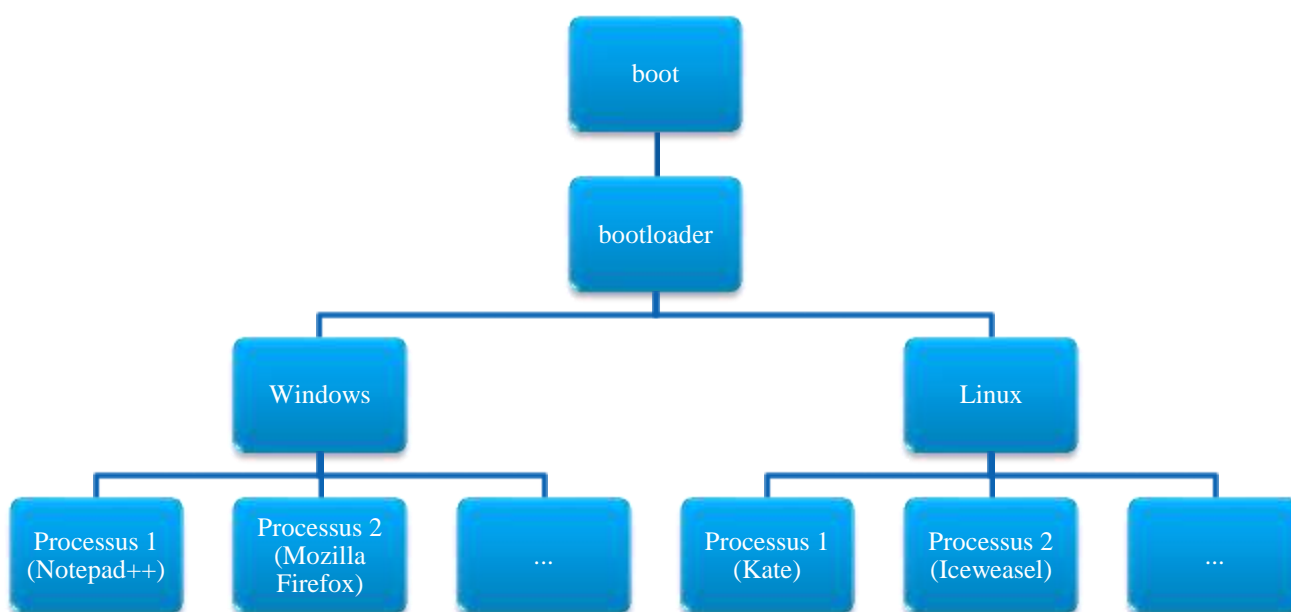 boot
bootloader
Windows
Linux
Processus 1
(Notepad++)
Processus 2
(Mozilla
Firefox)
...
Processus 1
(Kate)
Processus 2
(Iceweasel)
...